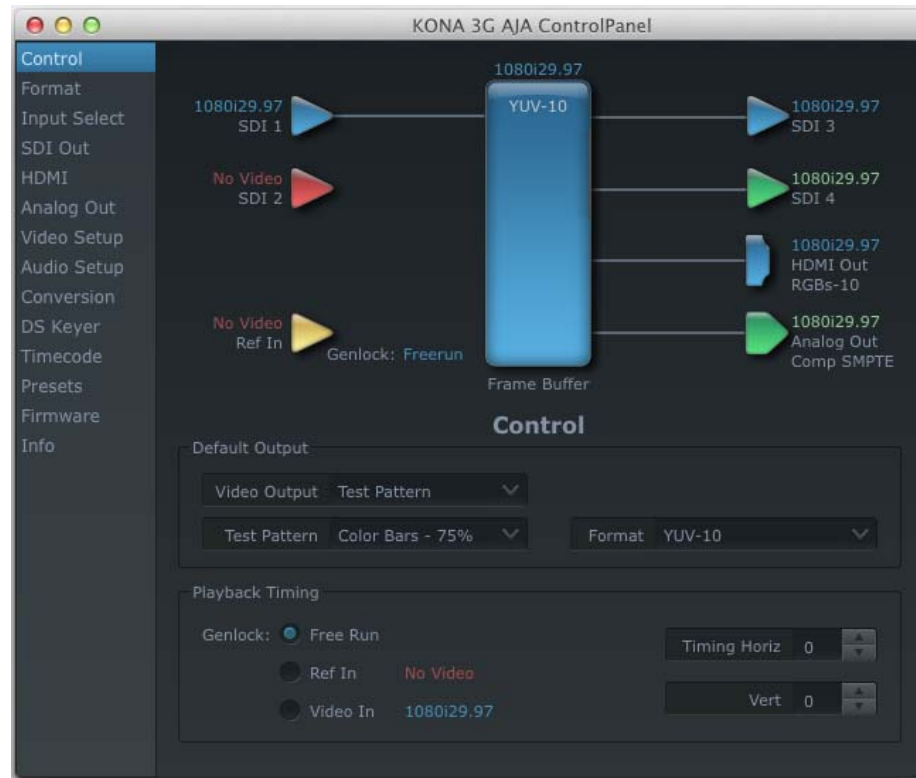 KONA 3G AJA ControlPanel
Control
Format
Input Select
SDI Out
HDMI
Analog Out
Video Setup
Audio Setup
Conversion
DS Keyer
Timecode
Presets
Firmware
Info
1080i29.97
YUV-10
1080i29.97
SDI 1
No Video
SDI 2
No Video
Ref In
Genlock: Freerun
Frame Buffer
1080i29.97
SDI 3
1080i29.97
SDI 4
1080i29.97
HDMI Out
RGBs-10
1080i29.97
Analog Out
Comp SMPTE
Control
Default Output
Video Output Test Pattern
Test Pattern Color Bars - 75% Format YUV-10
Playback Timing
Genlock: Free Run Timing Horiz 0
Ref In No Video
Vert 0
Video In 1080i29.97